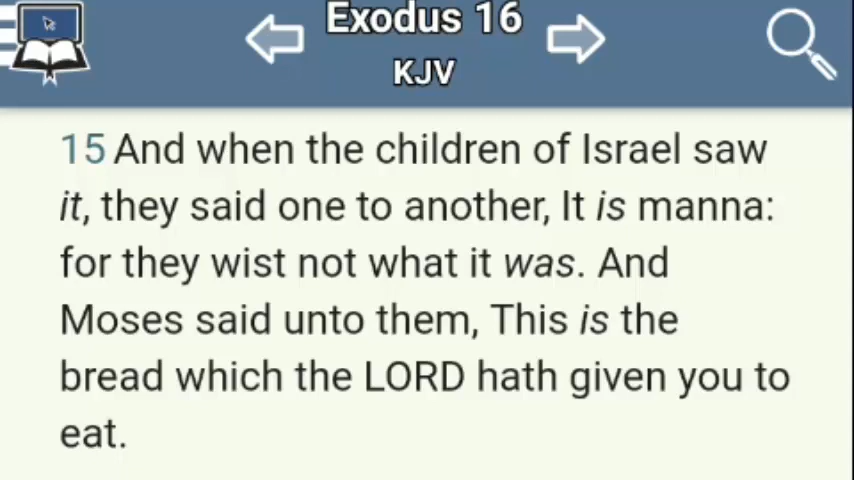 Exodus 16
KJV
15 And when the children of Israel saw
it, they said one to another, It is manna:
for they wist not what it was. And
Moses said unto them, This is the
bread which the LORD hath given you to
eat.